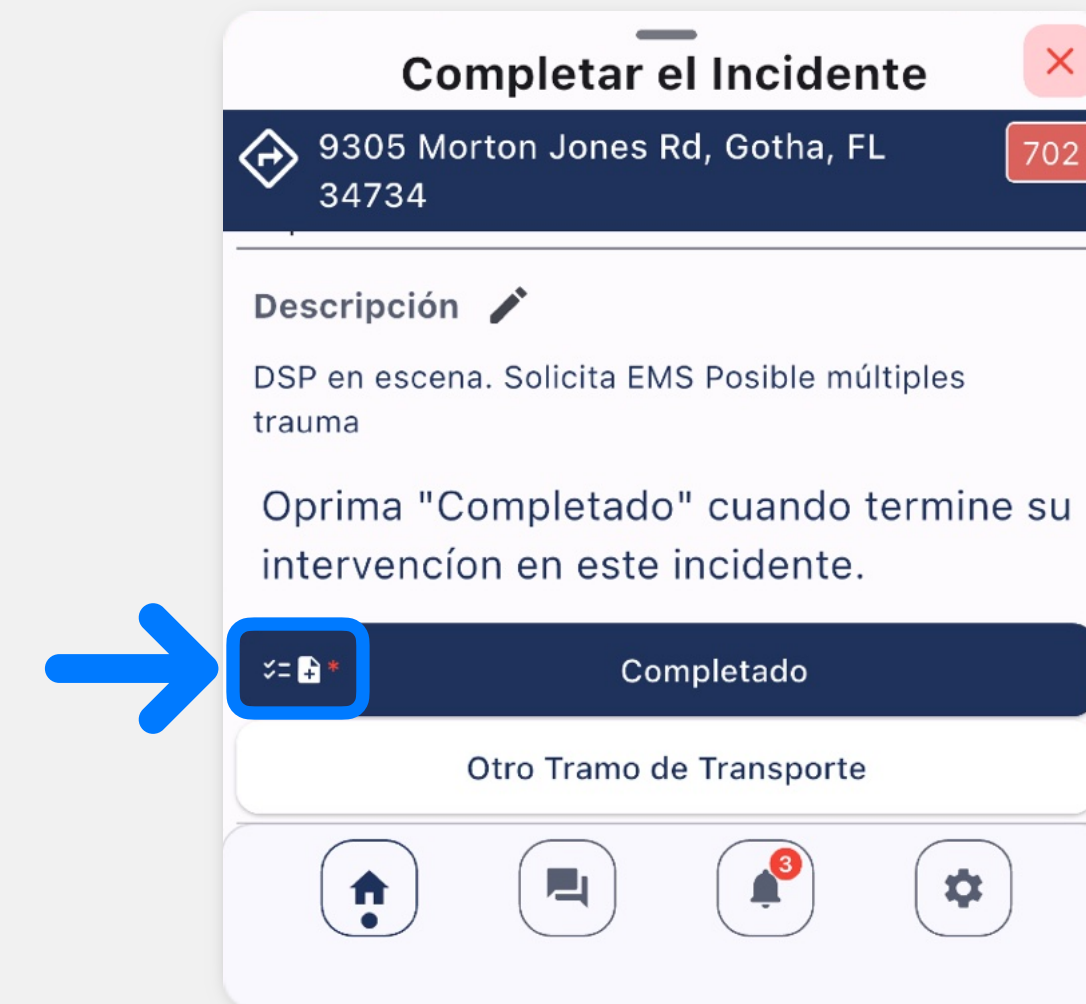 Completar el Incidente
9305 Morton Jones Rd, Gotha, FL
702
34734
Descripción
DSP en escena. Solicita EMS Posible múltiples
trauma
Oprima "Completado" cuando termine su
intervencíon en este incidente.
* Completado
Otro Tramo de Transporte
3